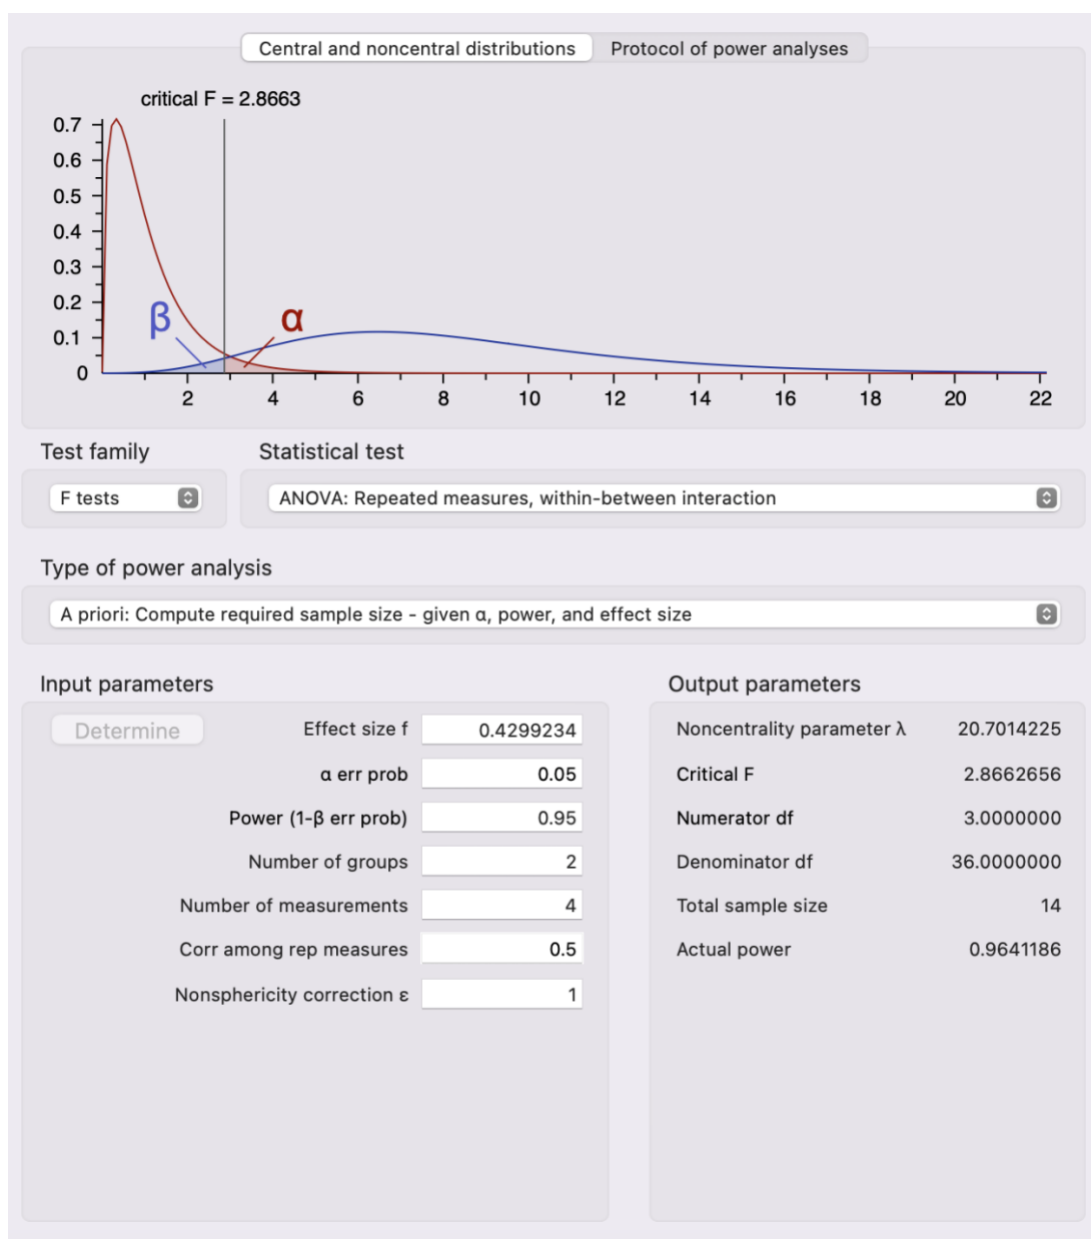 Central and noncentral distributions Protocol of power analyses
critical F = 2.8663
0.7
0.6
0.5
0.4
0.3
0.2
0.1
0
β α
2 4 6 8 10 12 14 16 18 20 22
Test family Statistical test
F tests ANOVA: Repeated measures, within-between interaction
Type of power analysis
A priori: Compute required sample size - given α, power, and effect size
Input parameters Output parameters
Determine Effect size f 0.4299234 Noncentrality parameter λ 20.7014225
α err prob 0.05 Critical F 2.8662656
Power (1-β err prob) 0.95 Numerator df 3.0000000
Number of groups 2 Denominator df 36.0000000
Number of measurements 4 Total sample size 14
Corr among rep measures 0.5 Actual power 0.9641186
Nonsphericity correction ε 1